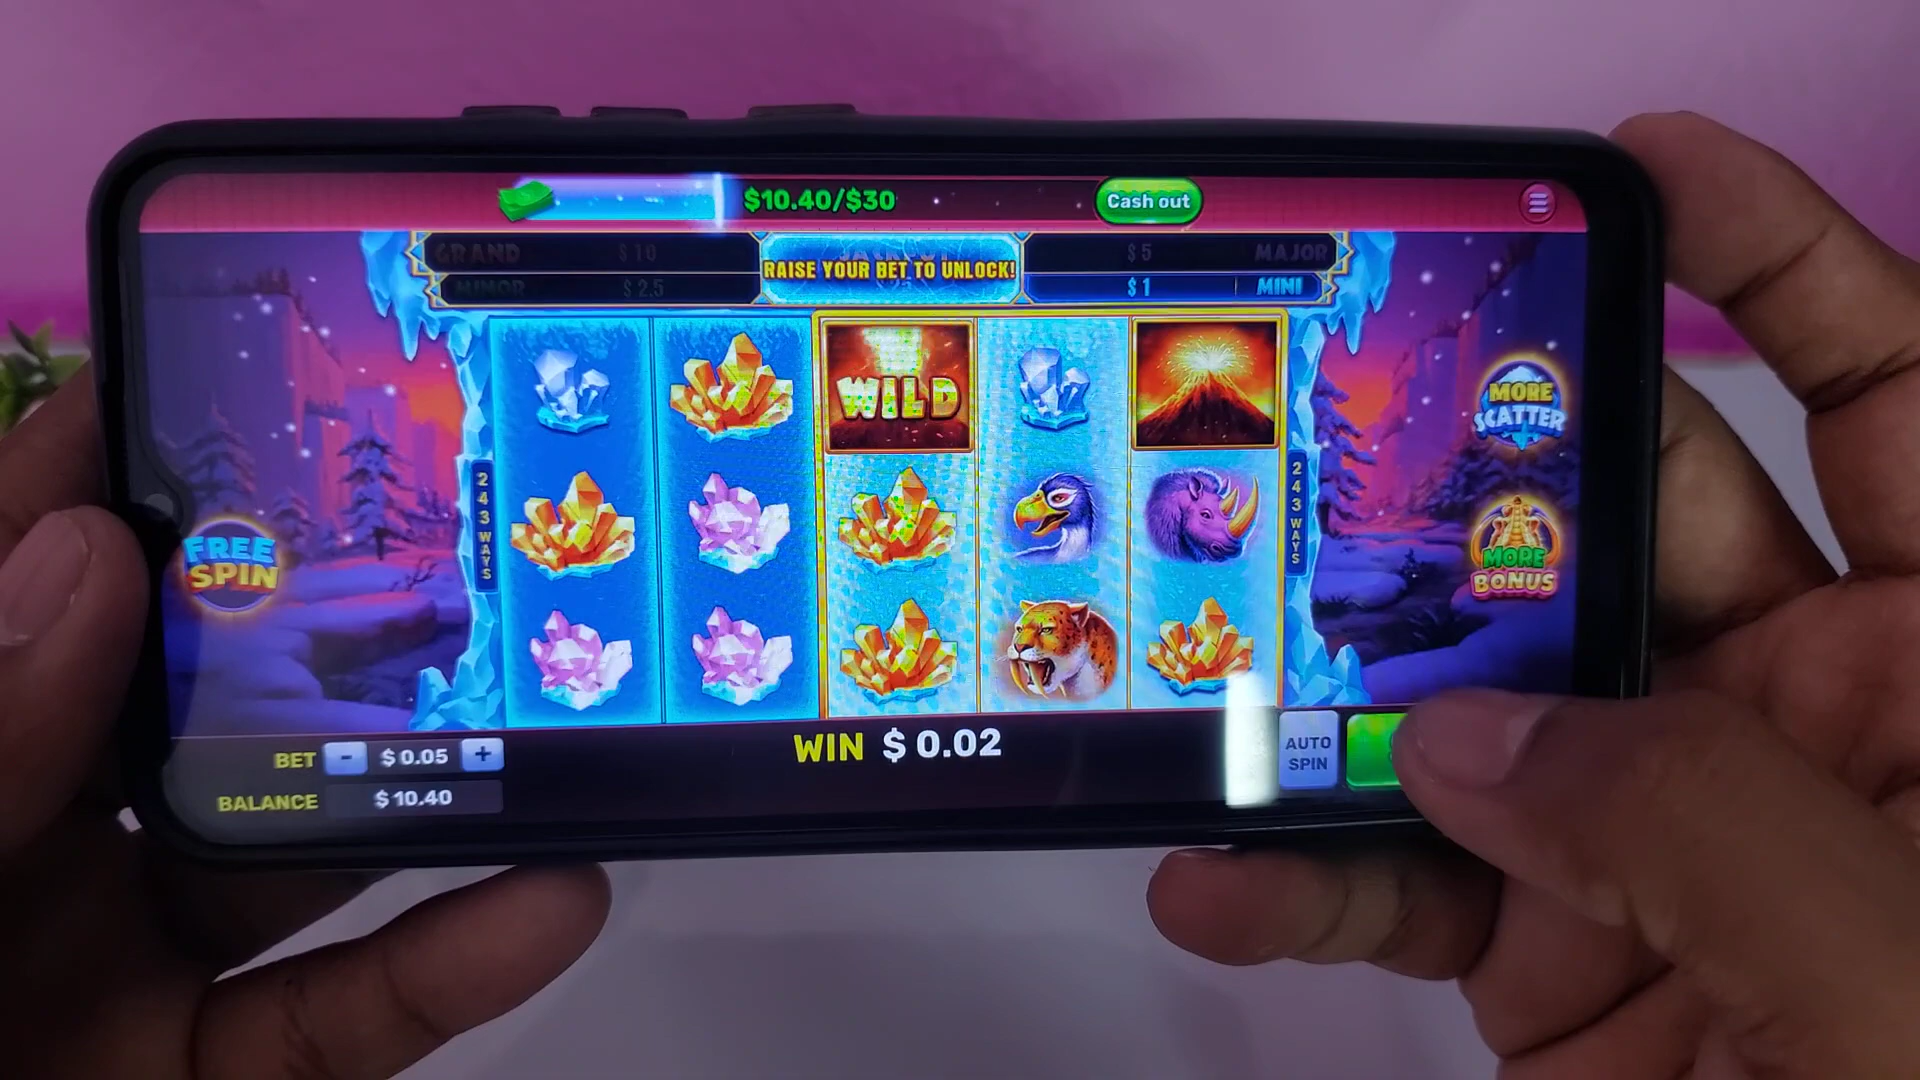 $10.40/$30
Cash out
GRAND $10
RAISE YOUR BET TO UNLOCK!
$5 MAJOR
MINOR $2.5
$1 MINI
WILD
243 WAYS
243 WAYS
FREE
SPIN
MORE
SCATTER
MORE
BONUS
BET - $0.05 +
WIN $0.02
AUTO
SPIN
BALANCE $10.40